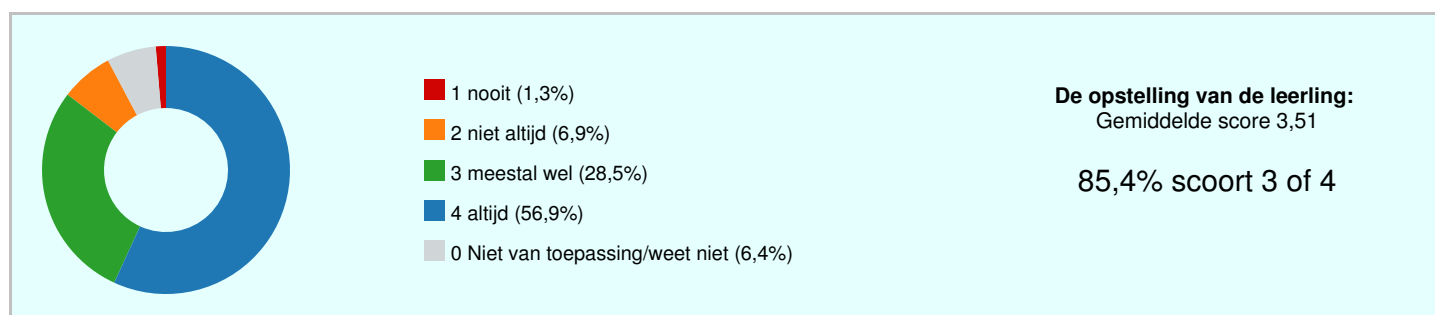 1 nooit (1,3%)
2 niet altijd (6,9%)
3 meestal wel (28,5%)
4 altijd (56,9%)
0 Niet van toepassing/weet niet (6,4%)
De opstelling van de leerling:
Gemiddelde score 3,51
85,4% scoort 3 of 4